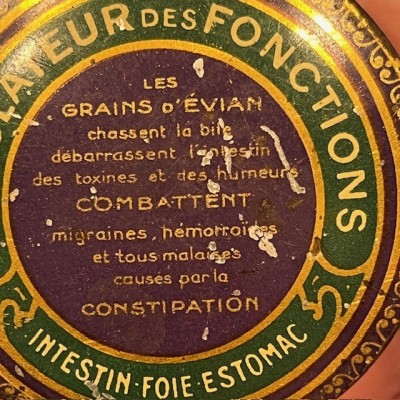 LATEUR DES FONCTIONS
LES
GRAINS D'ÉVIAN
chassent la bile
débarrassent l'intestin
des toxines et des humeurs
COMBATTENT
migraines, hémorroïdes
et tous malaises
causés par la
CONSTIPATION
INTESTIN·FOIE·ESTOMAC